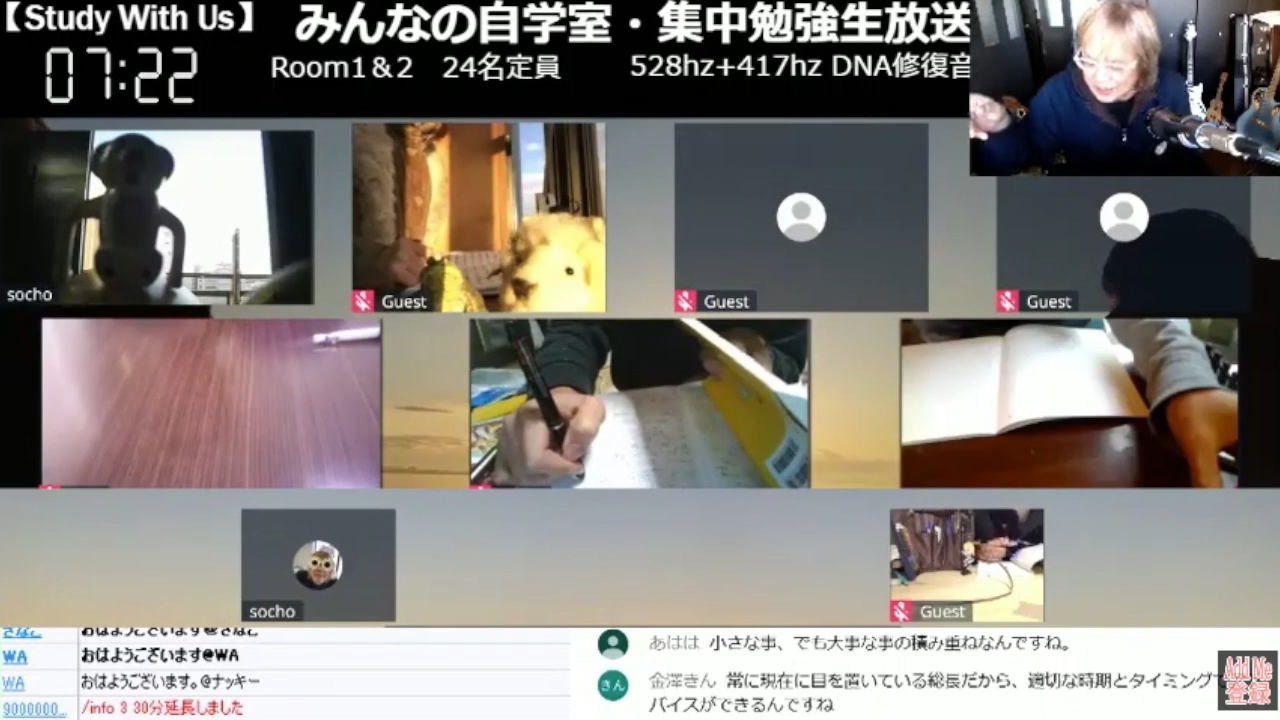 【Study With Us】
みんなの自学室・集中勉強生放送
07:22
Room1＆2　24名定員
528hz+417hz DNA修復音
socho
Guest
Guest
Guest
socho
Guest
さなこ おはようございます@さなこ
WA おはようございます@WA
WA おはようございます。@ナッキー
9000000... /info 3 30分延長しました
あはは 小さな事、でも大事な事の積み重ねなんですね。
きん 金澤きん 常に現在に目を置いている総長だから、適切な時期とタイミングで
バイスができるんですね
Add Me
登録